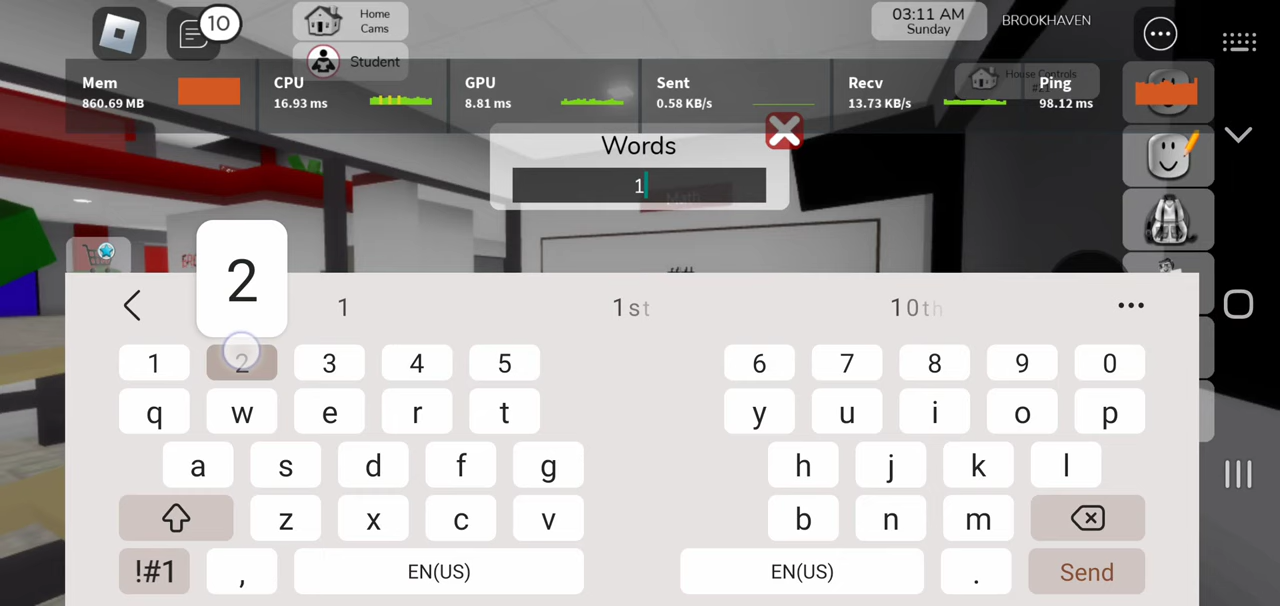 10
Home
Cams
03:11 AM
Sunday
BROOKHAVEN
Student
House Controls
Mem
860.69 MB
CPU
16.93 ms
GPU
8.81 ms
Sent
0.58 KB/s
Recv
13.73 KB/s
Ping
98.12 ms
Words
1
Math
##
2
1
1st
10th
1 2 3 4 5 6 7 8 9 0
q w e r t y u i o p
a s d f g h j k l
z x c v b n m
!#1 , EN(US) EN(US) . Send